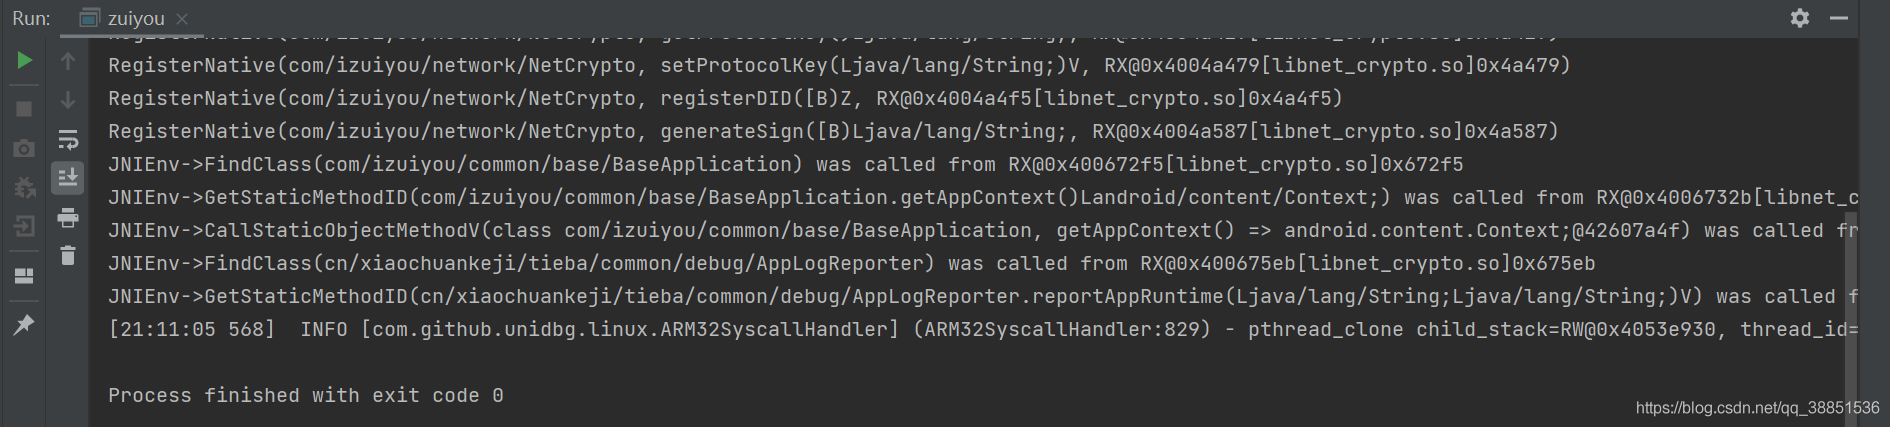 Run: zuiyou
RegisterNative(com/izuiyou/network/NetCrypto, setProtocolKey(Ljava/lang/String;)V, RX@0x4004a479[libnet_crypto.so]0x4a479)
RegisterNative(com/izuiyou/network/NetCrypto, registerDID([B)Z, RX@0x4004a4f5[libnet_crypto.so]0x4a4f5)
RegisterNative(com/izuiyou/network/NetCrypto, generateSign([B)Ljava/lang/String;, RX@0x4004a587[libnet_crypto.so]0x4a587)
JNIEnv->FindClass(com/izuiyou/common/base/BaseApplication) was called from RX@0x400672f5[libnet_crypto.so]0x672f5
JNIEnv->GetStaticMethodID(com/izuiyou/common/base/BaseApplication.getAppContext()Landroid/content/Context;) was called from RX@0x4006732b[libnet_c
JNIEnv->CallStaticObjectMethodV(class com/izuiyou/common/base/BaseApplication, getAppContext() => android.content.Context;@42607a4f) was called fr
JNIEnv->FindClass(cn/xiaochuankeji/tieba/common/debug/AppLogReporter) was called from RX@0x400675eb[libnet_crypto.so]0x675eb
JNIEnv->GetStaticMethodID(cn/xiaochuankeji/tieba/common/debug/AppLogReporter.reportAppRuntime(Ljava/lang/String;Ljava/lang/String;)V) was called f
[21:11:05 568]  INFO [com.github.unidbg.linux.ARM32SyscallHandler] (ARM32SyscallHandler:829) - pthread_clone child_stack=RW@0x4053e930, thread_id=
Process finished with exit code 0
https://blog.csdn.net/qq_38851536